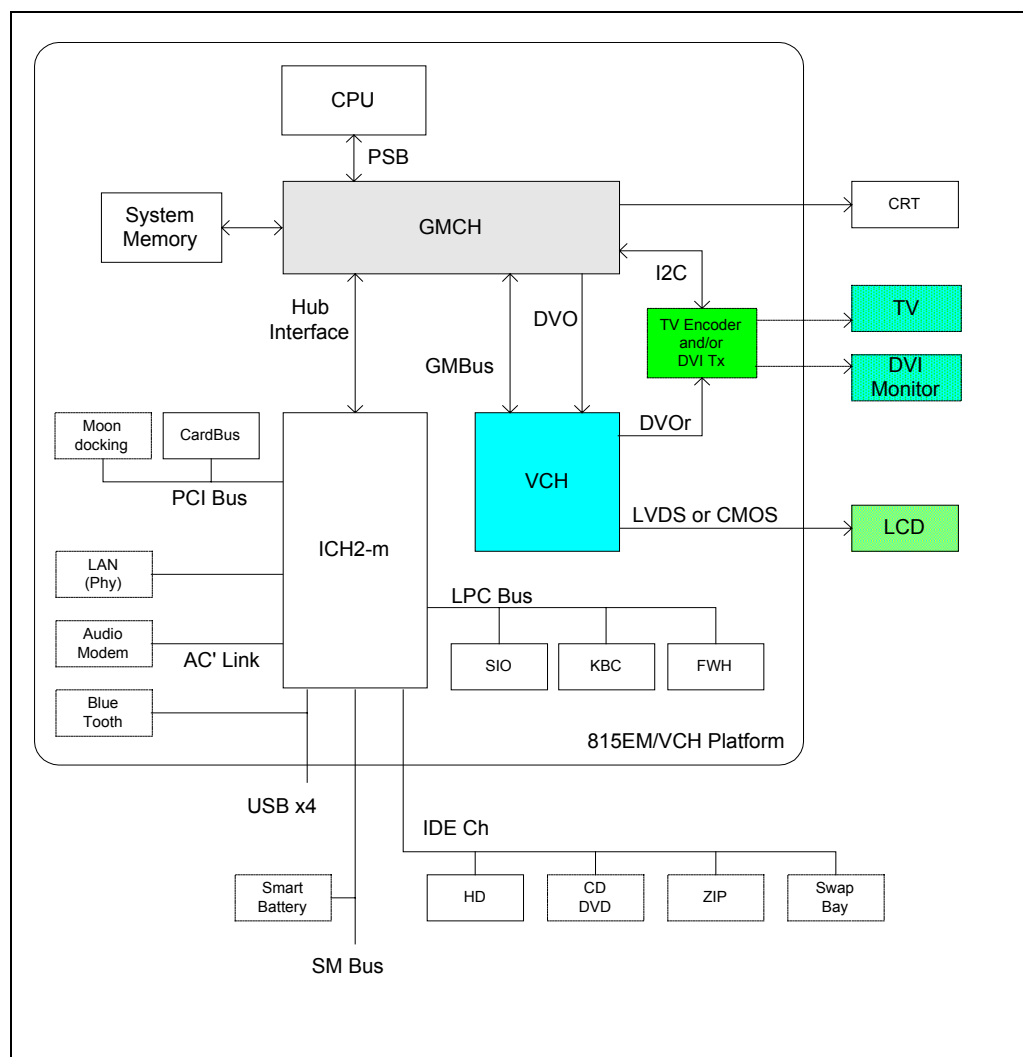 CPU
PSB
System
Memory
GMCH
CRT
I2C
Hub
Interface
DVO
GMBus
TV Encoder
and/or
DVI Tx
TV
DVI
Monitor
DVOr
Moon
docking
CardBus
PCI Bus
VCH
LVDS or CMOS
LCD
ICH2-m
LAN
(Phy)
LPC Bus
Audio
Modem
AC' Link
SIO
KBC
FWH
Blue
Tooth
815EM/VCH Platform
USB x4
IDE Ch
Smart
Battery
HD
CD
DVD
ZIP
Swap
Bay
SM Bus